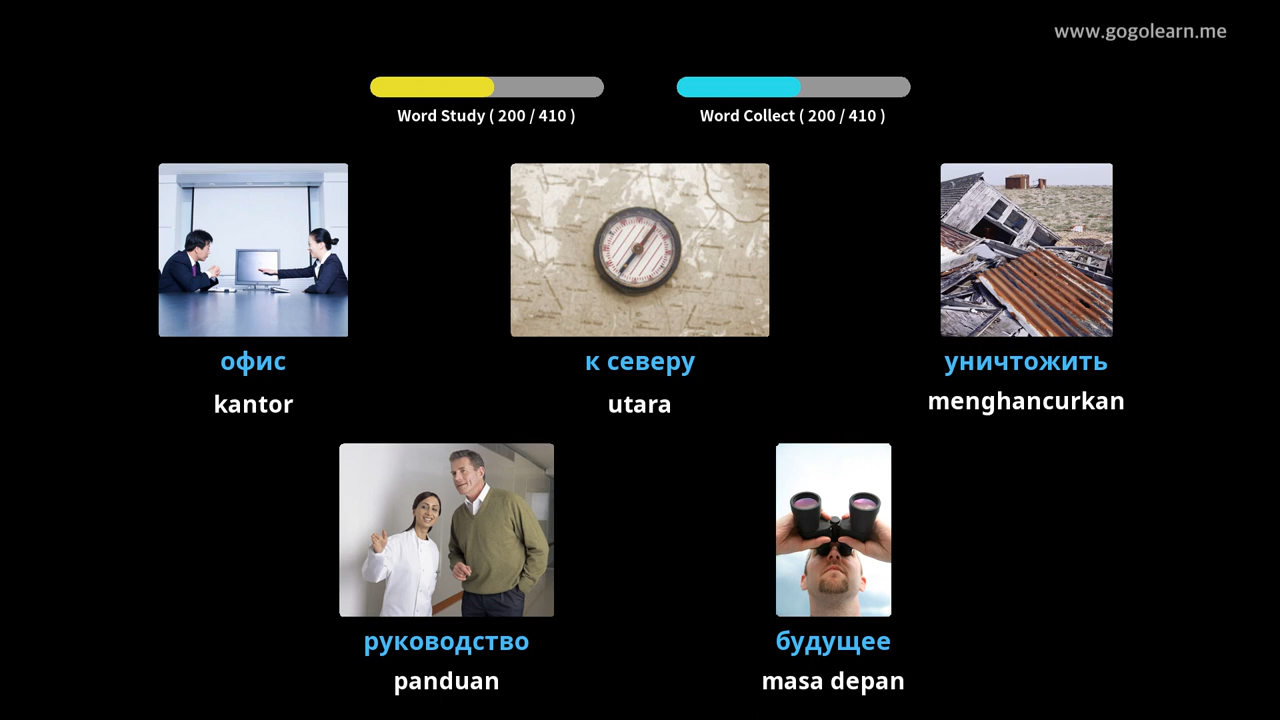 www.gogolearn.me
Word Study ( 200 / 410 )
Word Collect ( 200 / 410 )
офис
kantor
к северу
utara
уничтожить
menghancurkan
руководство
panduan
будущее
masa depan